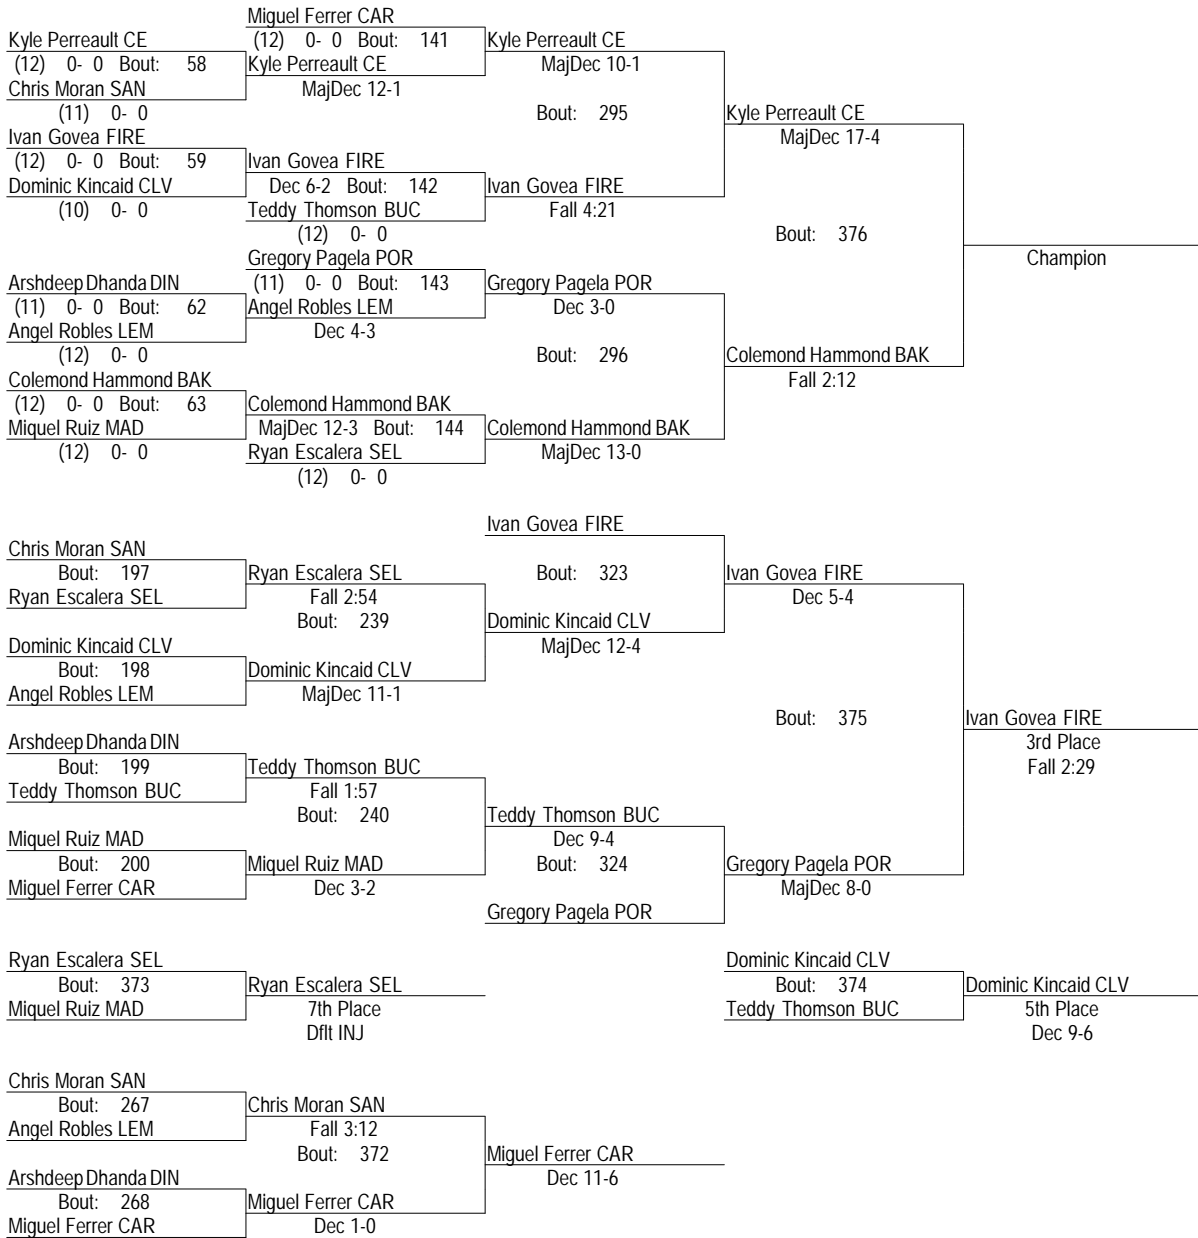 Miguel Ferrer CAR
Kyle Perreault CE
(12) 0- 0 Bout: 141
Kyle Perreault CE
(12) 0- 0 Bout: 58
Kyle Perreault CE
MajDec 10-1
Chris Moran SAN
MajDec 12-1
(11) 0- 0
Bout: 295
Kyle Perreault CE
Ivan Govea FIRE
MajDec 17-4
(12) 0- 0 Bout: 59
Ivan Govea FIRE
Dominic Kincaid CLV
Dec 6-2 Bout: 142
Ivan Govea FIRE
(10) 0- 0
Teddy Thomson BUC
Fall 4:21
(12) 0- 0
Bout: 376
Gregory Pagela POR
Champion
Arshdeep Dhanda DIN
(11) 0- 0 Bout: 143
Gregory Pagela POR
(11) 0- 0 Bout: 62
Angel Robles LEM
Dec 3-0
Angel Robles LEM
Dec 4-3
(12) 0- 0
Bout: 296
Colemond Hammond BAK
Colemond Hammond BAK
Fall 2:12
(12) 0- 0 Bout: 63
Colemond Hammond BAK
Miquel Ruiz MAD
MajDec 12-3 Bout: 144
Colemond Hammond BAK
(12) 0- 0
Ryan Escalera SEL
MajDec 13-0
(12) 0- 0
Ivan Govea FIRE
Chris Moran SAN
Bout: 197
Ryan Escalera SEL
Bout: 323
Ivan Govea FIRE
Ryan Escalera SEL
Fall 2:54
Dec 5-4
Bout: 239
Dominic Kincaid CLV
Dominic Kincaid CLV
MajDec 12-4
Bout: 198
Dominic Kincaid CLV
Angel Robles LEM
MajDec 11-1
Bout: 375
Ivan Govea FIRE
Arshdeep Dhanda DIN
3rd Place
Bout: 199
Teddy Thomson BUC
Fall 2:29
Teddy Thomson BUC
Fall 1:57
Bout: 240
Teddy Thomson BUC
Miquel Ruiz MAD
Dec 9-4
Bout: 200
Miquel Ruiz MAD
Bout: 324
Gregory Pagela POR
Miguel Ferrer CAR
Dec 3-2
MajDec 8-0
Gregory Pagela POR
Ryan Escalera SEL
Dominic Kincaid CLV
Bout: 373
Ryan Escalera SEL
Bout: 374
Dominic Kincaid CLV
Miquel Ruiz MAD
7th Place
Teddy Thomson BUC
5th Place
Dflt INJ
Dec 9-6
Chris Moran SAN
Bout: 267
Chris Moran SAN
Angel Robles LEM
Fall 3:12
Bout: 372
Miguel Ferrer CAR
Arshdeep Dhanda DIN
Dec 11-6
Bout: 268
Miguel Ferrer CAR
Miguel Ferrer CAR
Dec 1-0